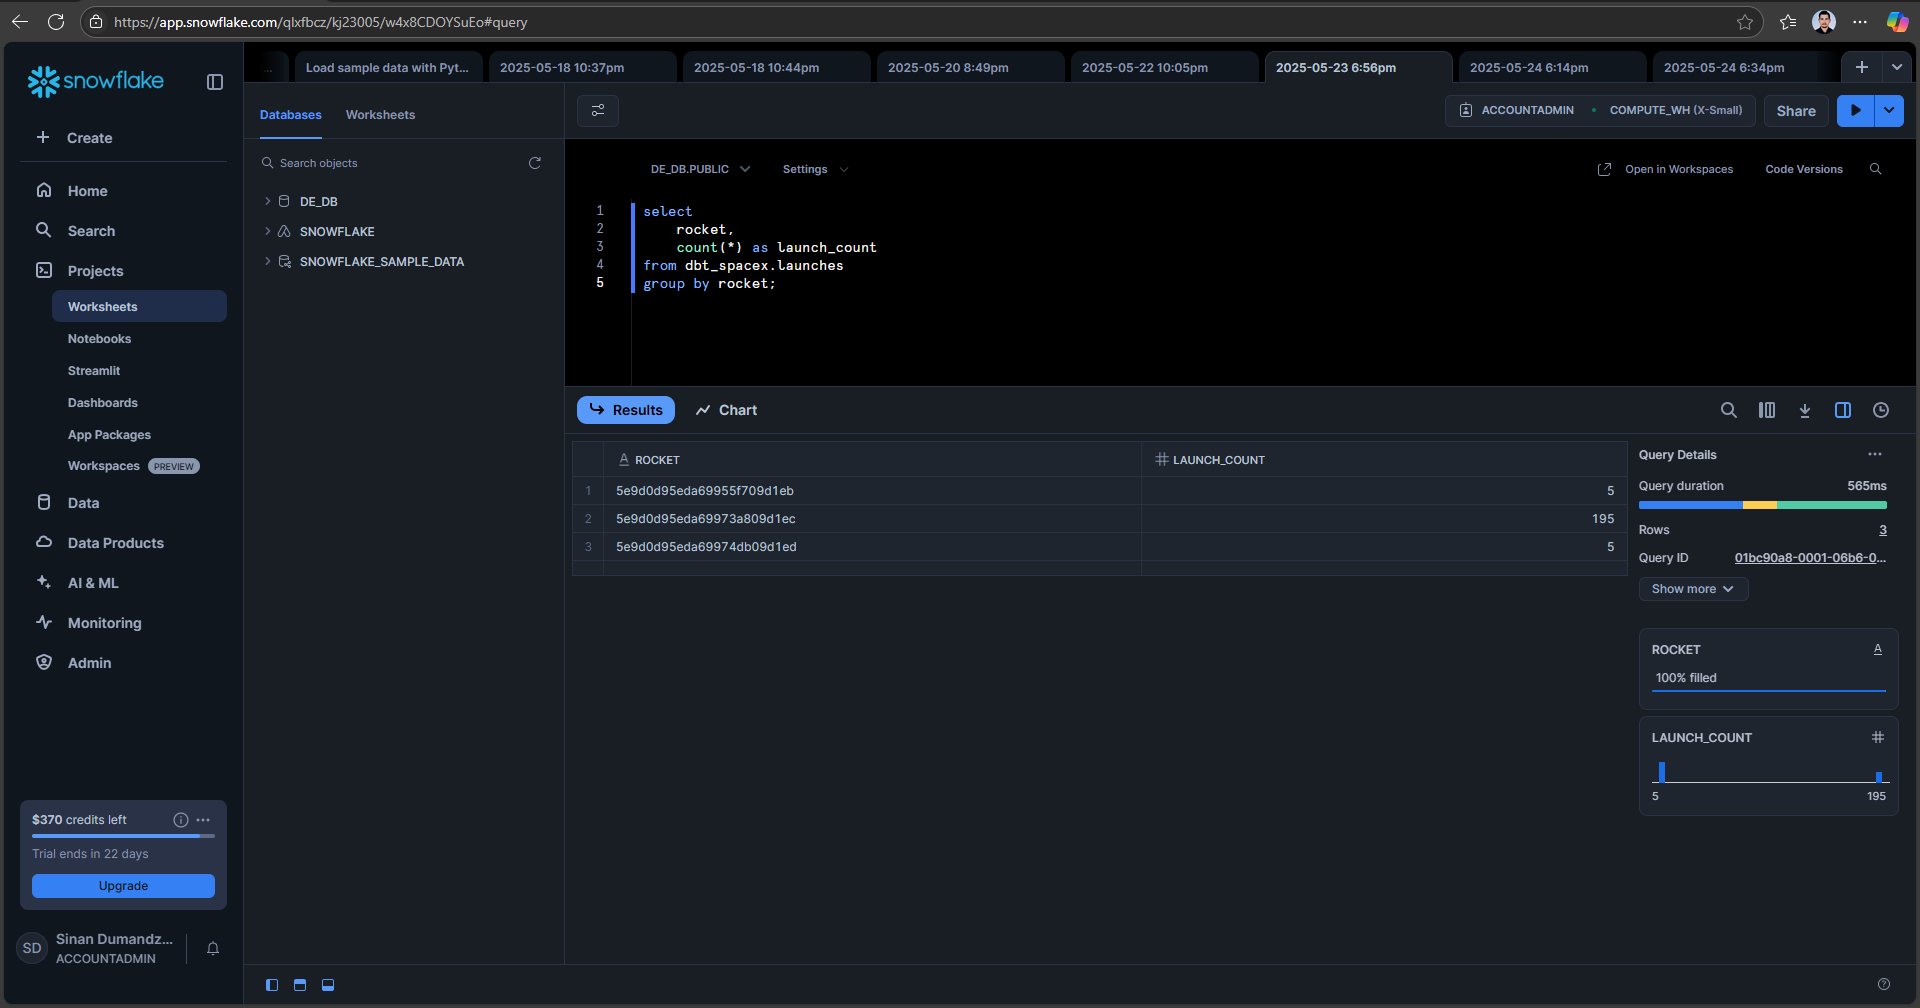 https://app.snowflake.com/qlxfbcz/kj23005/w4x8CDOYSuEo#query
snowflake
Create
Home
Search
Projects
Worksheets
Notebooks
Streamlit
Dashboards
App Packages
Workspaces PREVIEW
Data
Data Products
AI & ML
Monitoring
Admin
$370 credits left
Trial ends in 22 days
Upgrade
SD
Sinan Dumandz...
ACCOUNTADMIN
... Load sample data with Pyt... 2025-05-18 10:37pm 2025-05-18 10:44pm 2025-05-20 8:49pm 2025-05-22 10:05pm 2025-05-23 6:56pm 2025-05-24 6:14pm 2025-05-24 6:34pm
Databases Worksheets
Search objects
DE_DB
SNOWFLAKE
SNOWFLAKE_SAMPLE_DATA
ACCOUNTADMIN COMPUTE_WH (X-Small) Share
DE_DB.PUBLIC Settings Open in Workspaces Code Versions
1 select
2 rocket,
3 count(*) as launch_count
4 from dbt_spacex.launches
5 group by rocket;
Results Chart
A ROCKET # LAUNCH_COUNT
1 5e9d0d95eda69955f709d1eb 5
2 5e9d0d95eda69973a809d1ec 195
3 5e9d0d95eda69974db09d1ed 5
Query Details ...
Query duration 565ms
Rows 3
Query ID 01bc90a8-0001-06b6-0...
Show more
ROCKET A
100% filled
LAUNCH_COUNT #
5 195